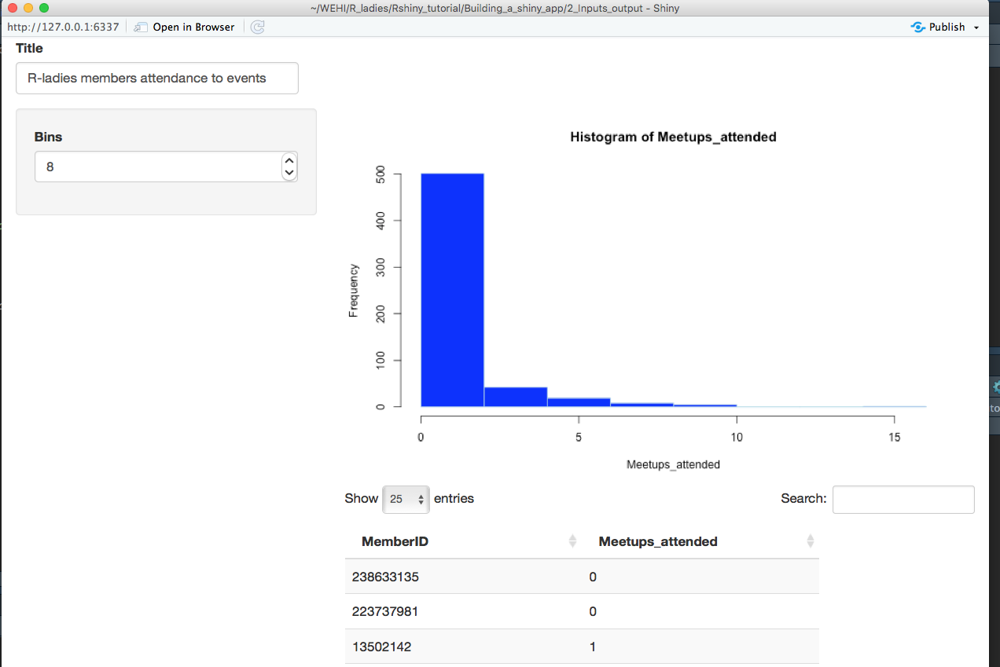 ~/WEHI/R_ladies/Rshiny_tutorial/Building_a_shiny_app/2_Inputs_output - Shiny
http://127.0.0.1:6337 Open in Browser Publish
Title
R-ladies members attendance to events
Bins
8
Histogram of Meetups_attended
Frequency
500
400
300
200
100
0
0 5 10 15
Meetups_attended
Show 25 entries Search:
MemberID Meetups_attended
238633135 0
223737981 0
13502142 1
to